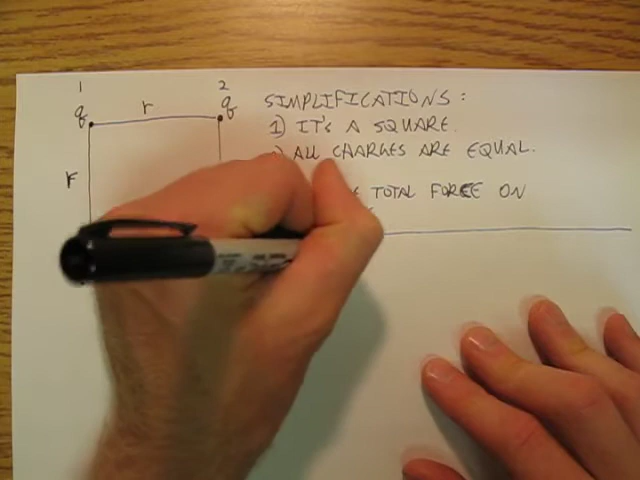 1
2
q
r
q
r
SIMPLIFICATIONS:
1) IT'S A SQUARE.
) ALL CHARGES ARE EQUAL.
TOTAL FORCE ON